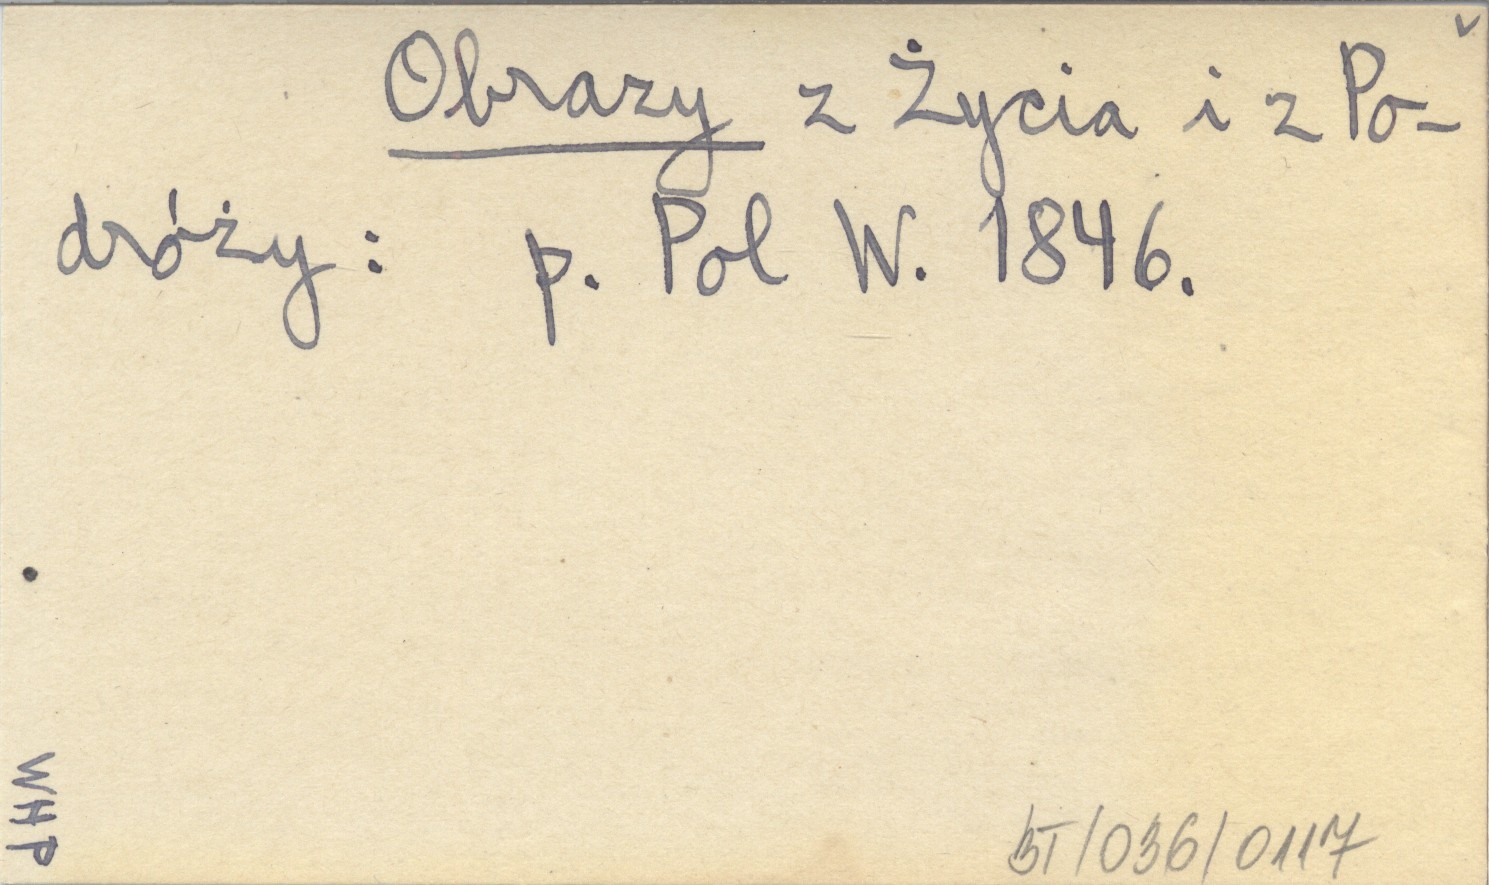 Obrazy z Życia i z Po-
dróży: p. Pol W. 1846.
WHP
BT/036/0117